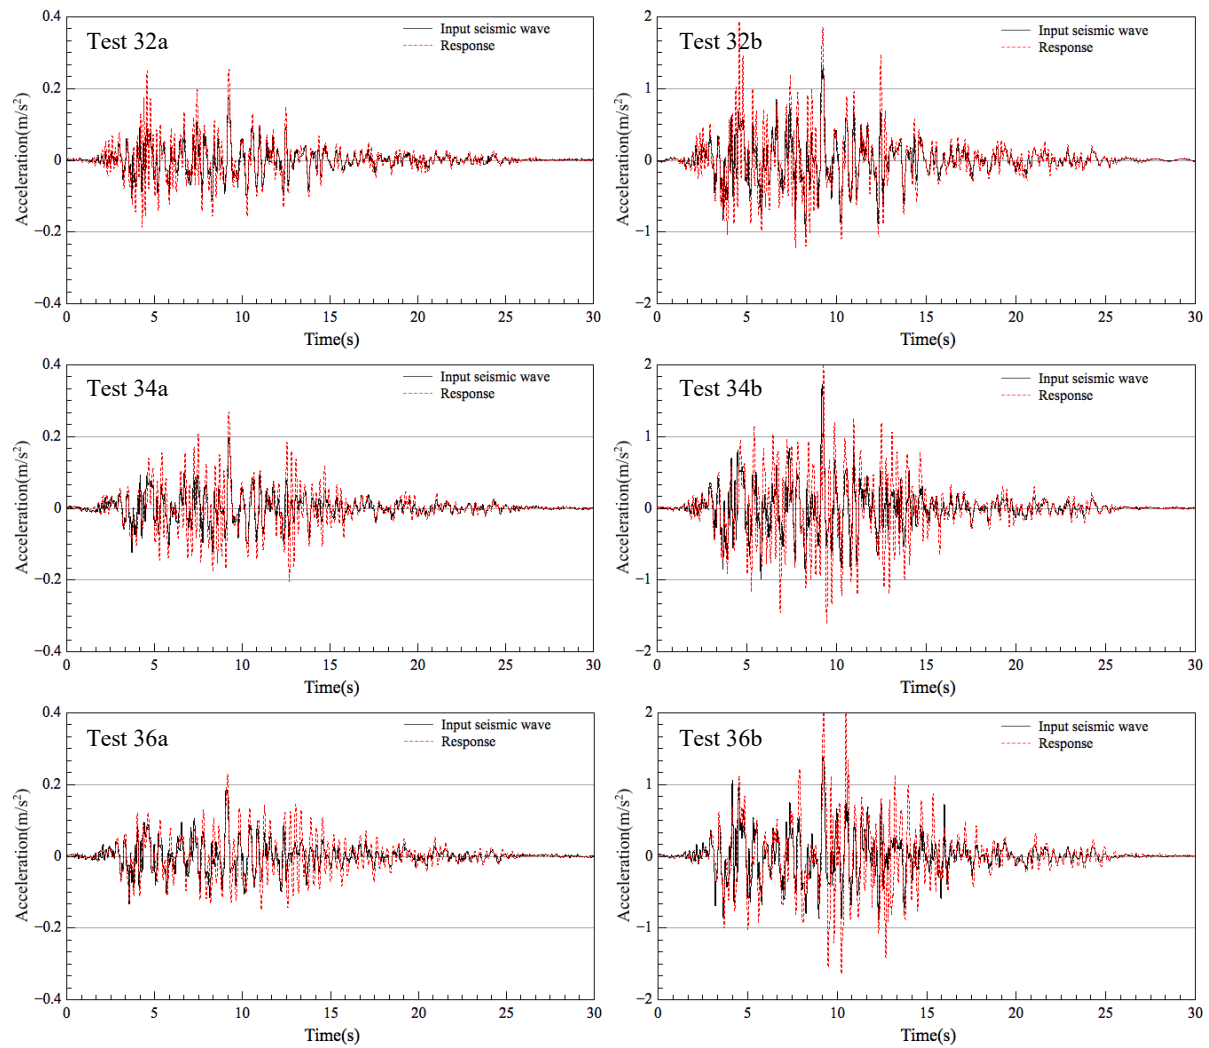 Test 32a
Input seismic wave
Response
Acceleration(m/s²)
0.4
0.2
0
−0.2
−0.4
0 5 10 15 20 25 30
Time(s)
Test 32b
Input seismic wave
Response
Acceleration(m/s²)
2
1
0
−1
−2
0 5 10 15 20 25 30
Time(s)
Test 34a
Input seismic wave
Response
Acceleration(m/s²)
0.4
0.2
0
−0.2
−0.4
0 5 10 15 20 25 30
Time(s)
Test 34b
Input seismic wave
Response
Acceleration(m/s²)
2
1
0
−1
−2
0 5 10 15 20 25 30
Time(s)
Test 36a
Input seismic wave
Response
Acceleration(m/s²)
0.4
0.2
0
−0.2
−0.4
0 5 10 15 20 25 30
Time(s)
Test 36b
Input seismic wave
Response
Acceleration(m/s²)
2
1
0
−1
−2
0 5 10 15 20 25 30
Time(s)